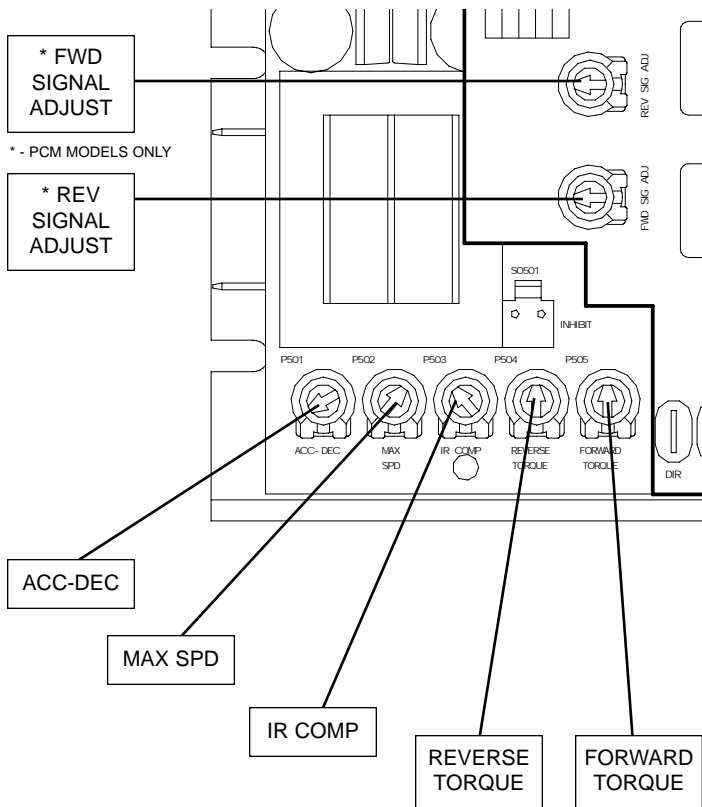 * FWD
SIGNAL
ADJUST
* - PCM MODELS ONLY
* REV
SIGNAL
ADJUST
REV SIG ADJ
FWD SIG ADJ
SO501
INHIBIT
P501 P502 P503 P504 P505
ACC- DEC
MAX
SPD
IR COMP
REVERSE
TORQUE
FORWARD
TORQUE
DIR
ACC-DEC
MAX SPD
IR COMP
REVERSE
TORQUE
FORWARD
TORQUE